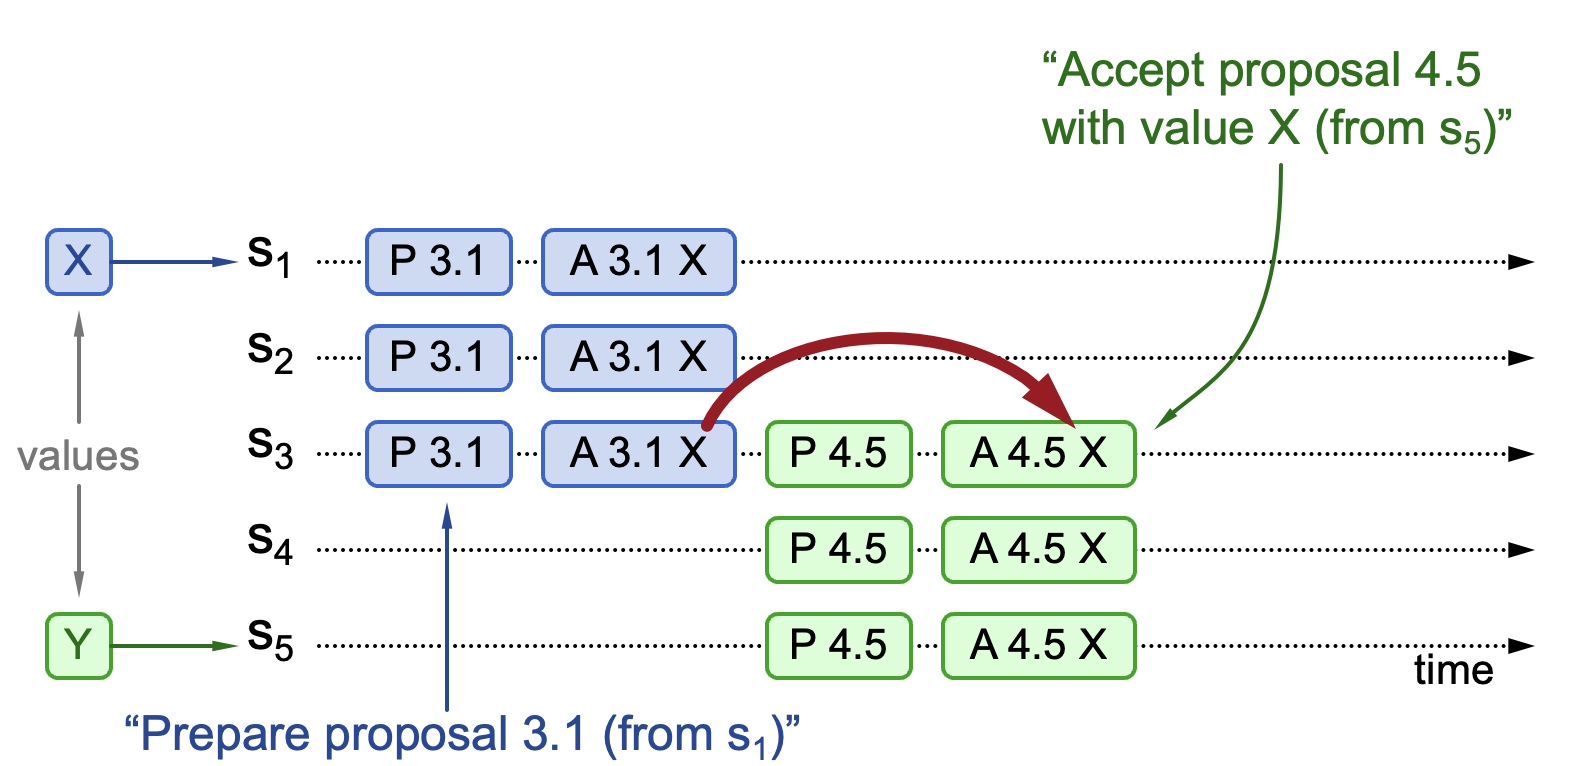 “Accept proposal 4.5
with value X (from s5)”
X s1 P 3.1 A 3.1 X
s2 P 3.1 A 3.1 X
values s3 P 3.1 A 3.1 X P 4.5 A 4.5 X
s4 P 4.5 A 4.5 X
Y s5 P 4.5 A 4.5 X
time
“Prepare proposal 3.1 (from s1)”